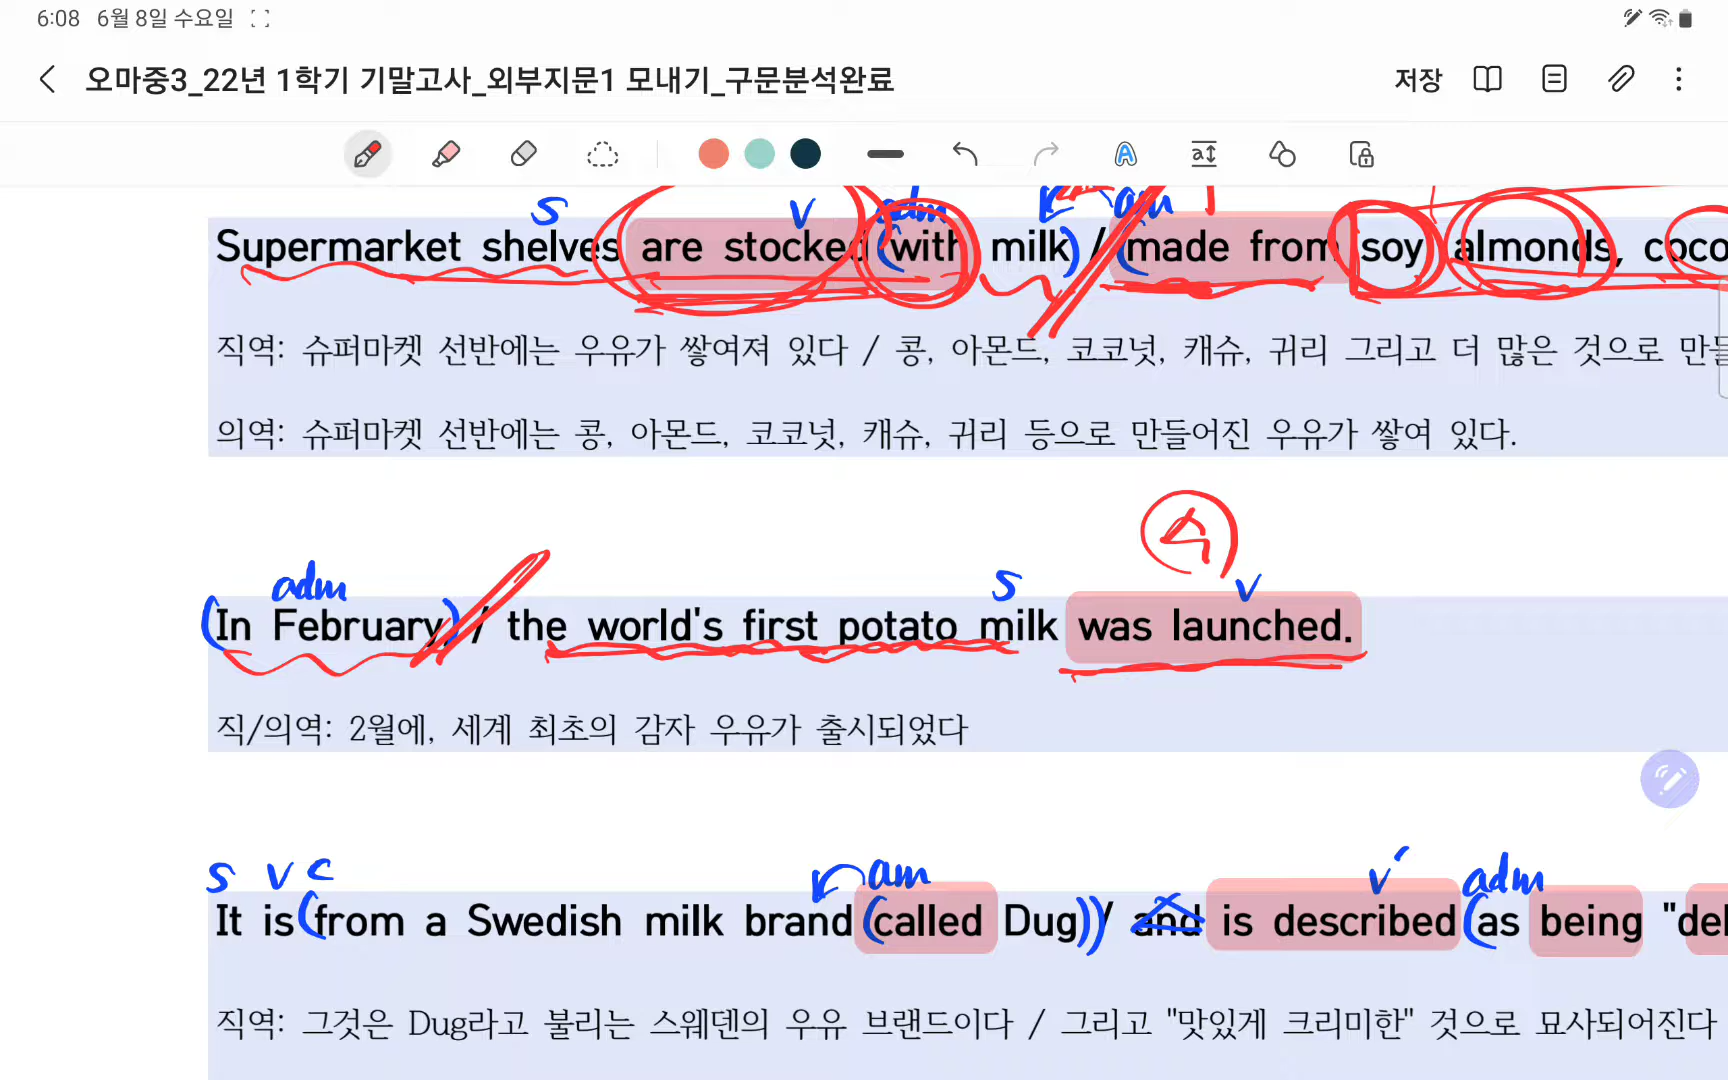 6:08 6월 8일 수요일
오마중3_22년 1학기 기말고사_외부지문1 모내기_구문분석완료 저장
s v adm am
Supermarket shelves are stocked (with milk) / (made from soy almonds, coco
직역: 슈퍼마켓 선반에는 우유가 쌓여져 있다 / 콩, 아몬드, 코코넛, 캐슈, 귀리 그리고 더 많은 것으로 만들
의역: 슈퍼마켓 선반에는 콩, 아몬드, 코코넛, 캐슈, 귀리 등으로 만들어진 우유가 쌓여 있다.
수
adm s v
(In February) / the world's first potato milk was launched.
직/의역: 2월에, 세계 최초의 감자 우유가 출시되었다
s v c am v' adm
It is (from a Swedish milk brand (called Dug)) / and is described (as being "del
직역: 그것은 Dug라고 불리는 스웨덴의 우유 브랜드이다 / 그리고 "맛있게 크리미한" 것으로 묘사되어진다